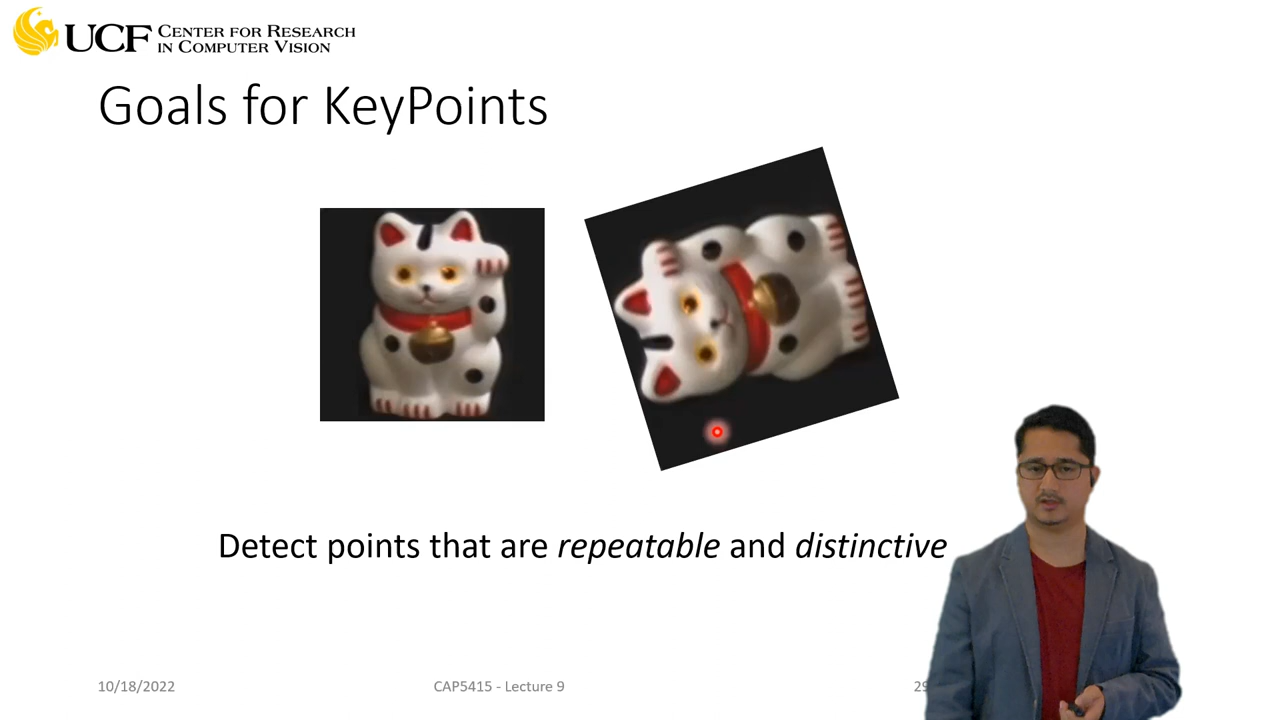 UCF CENTER FOR RESEARCH
IN COMPUTER VISION
Goals for KeyPoints
Detect points that are repeatable and distinctive
10/18/2022
CAP5415 - Lecture 9
29